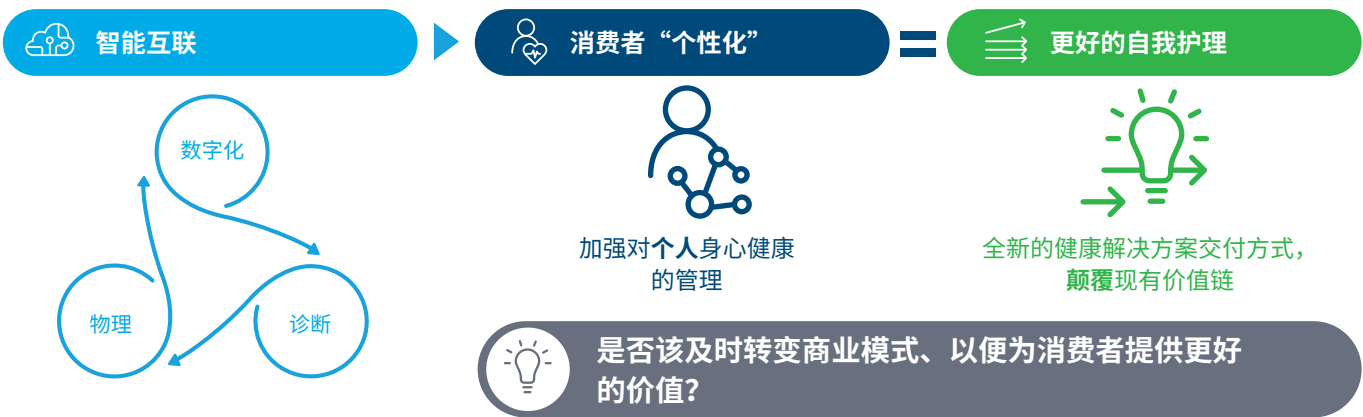 智能互联
消费者“个性化”
更好的自我护理
数字化
物理
诊断
加强对个人身心健康
的管理
全新的健康解决方案交付方式，
颠覆现有价值链
是否该及时转变商业模式、以便为消费者提供更好
的价值？